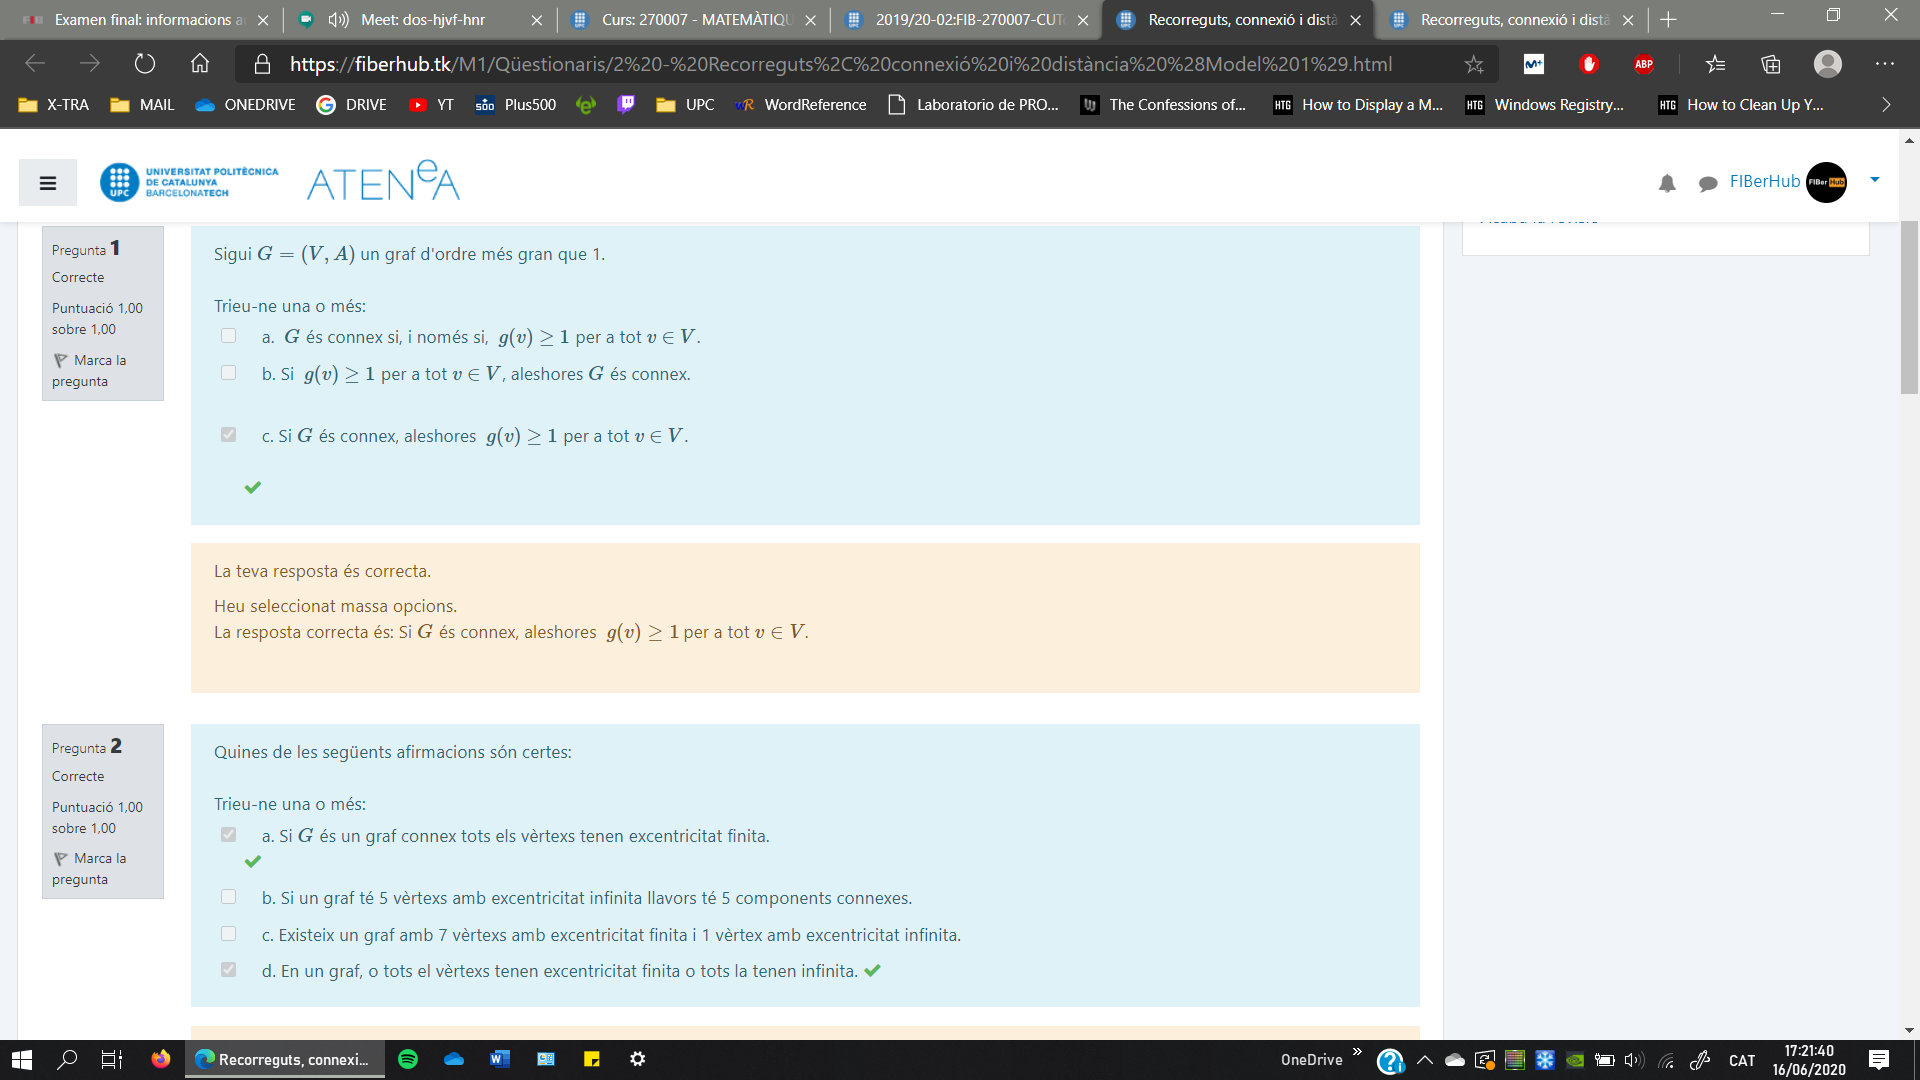 Examen final: informacions a
Meet: dos-hjvf-hnr
Curs: 270007 - MATEMÀTIQU
2019/20-02:FIB-270007-CUT
Recorreguts, connexió i distà
Recorreguts, connexió i distà
https://fiberhub.tk/M1/Qüestionaris/2%20-%20Recorreguts%2C%20connexió%20i%20distància%20%28Model%201%29.html
M+
ABP
X-TRA
MAIL
ONEDRIVE
DRIVE
YT
Plus500
UPC
WordReference
Laboratorio de PRO...
The Confessions of...
HTG How to Display a M...
HTG Windows Registry...
HTG How to Clean Up Y...
UPC
UNIVERSITAT POLITÈCNICA
DE CATALUNYA
BARCELONATECH
ATENeA
FIBerHub
FIBer Hub
Pregunta 1
Correcte
Puntuació 1,00
sobre 1,00
Marca la
pregunta
Sigui G = (V, A) un graf d'ordre més gran que 1.
Trieu-ne una o més:
a. G és connex si, i només si, g(v) ≥ 1 per a tot v ∈ V.
b. Si g(v) ≥ 1 per a tot v ∈ V, aleshores G és connex.
c. Si G és connex, aleshores g(v) ≥ 1 per a tot v ∈ V.
La teva resposta és correcta.
Heu seleccionat massa opcions.
La resposta correcta és: Si G és connex, aleshores g(v) ≥ 1 per a tot v ∈ V.
Pregunta 2
Correcte
Puntuació 1,00
sobre 1,00
Marca la
pregunta
Quines de les següents afirmacions són certes:
Trieu-ne una o més:
a. Si G és un graf connex tots els vèrtexs tenen excentricitat finita.
b. Si un graf té 5 vèrtexs amb excentricitat infinita llavors té 5 components connexes.
c. Existeix un graf amb 7 vèrtexs amb excentricitat finita i 1 vèrtex amb excentricitat infinita.
d. En un graf, o tots el vèrtexs tenen excentricitat finita o tots la tenen infinita.
Recorreguts, connexi...
OneDrive
CAT
17:21:40
16/06/2020